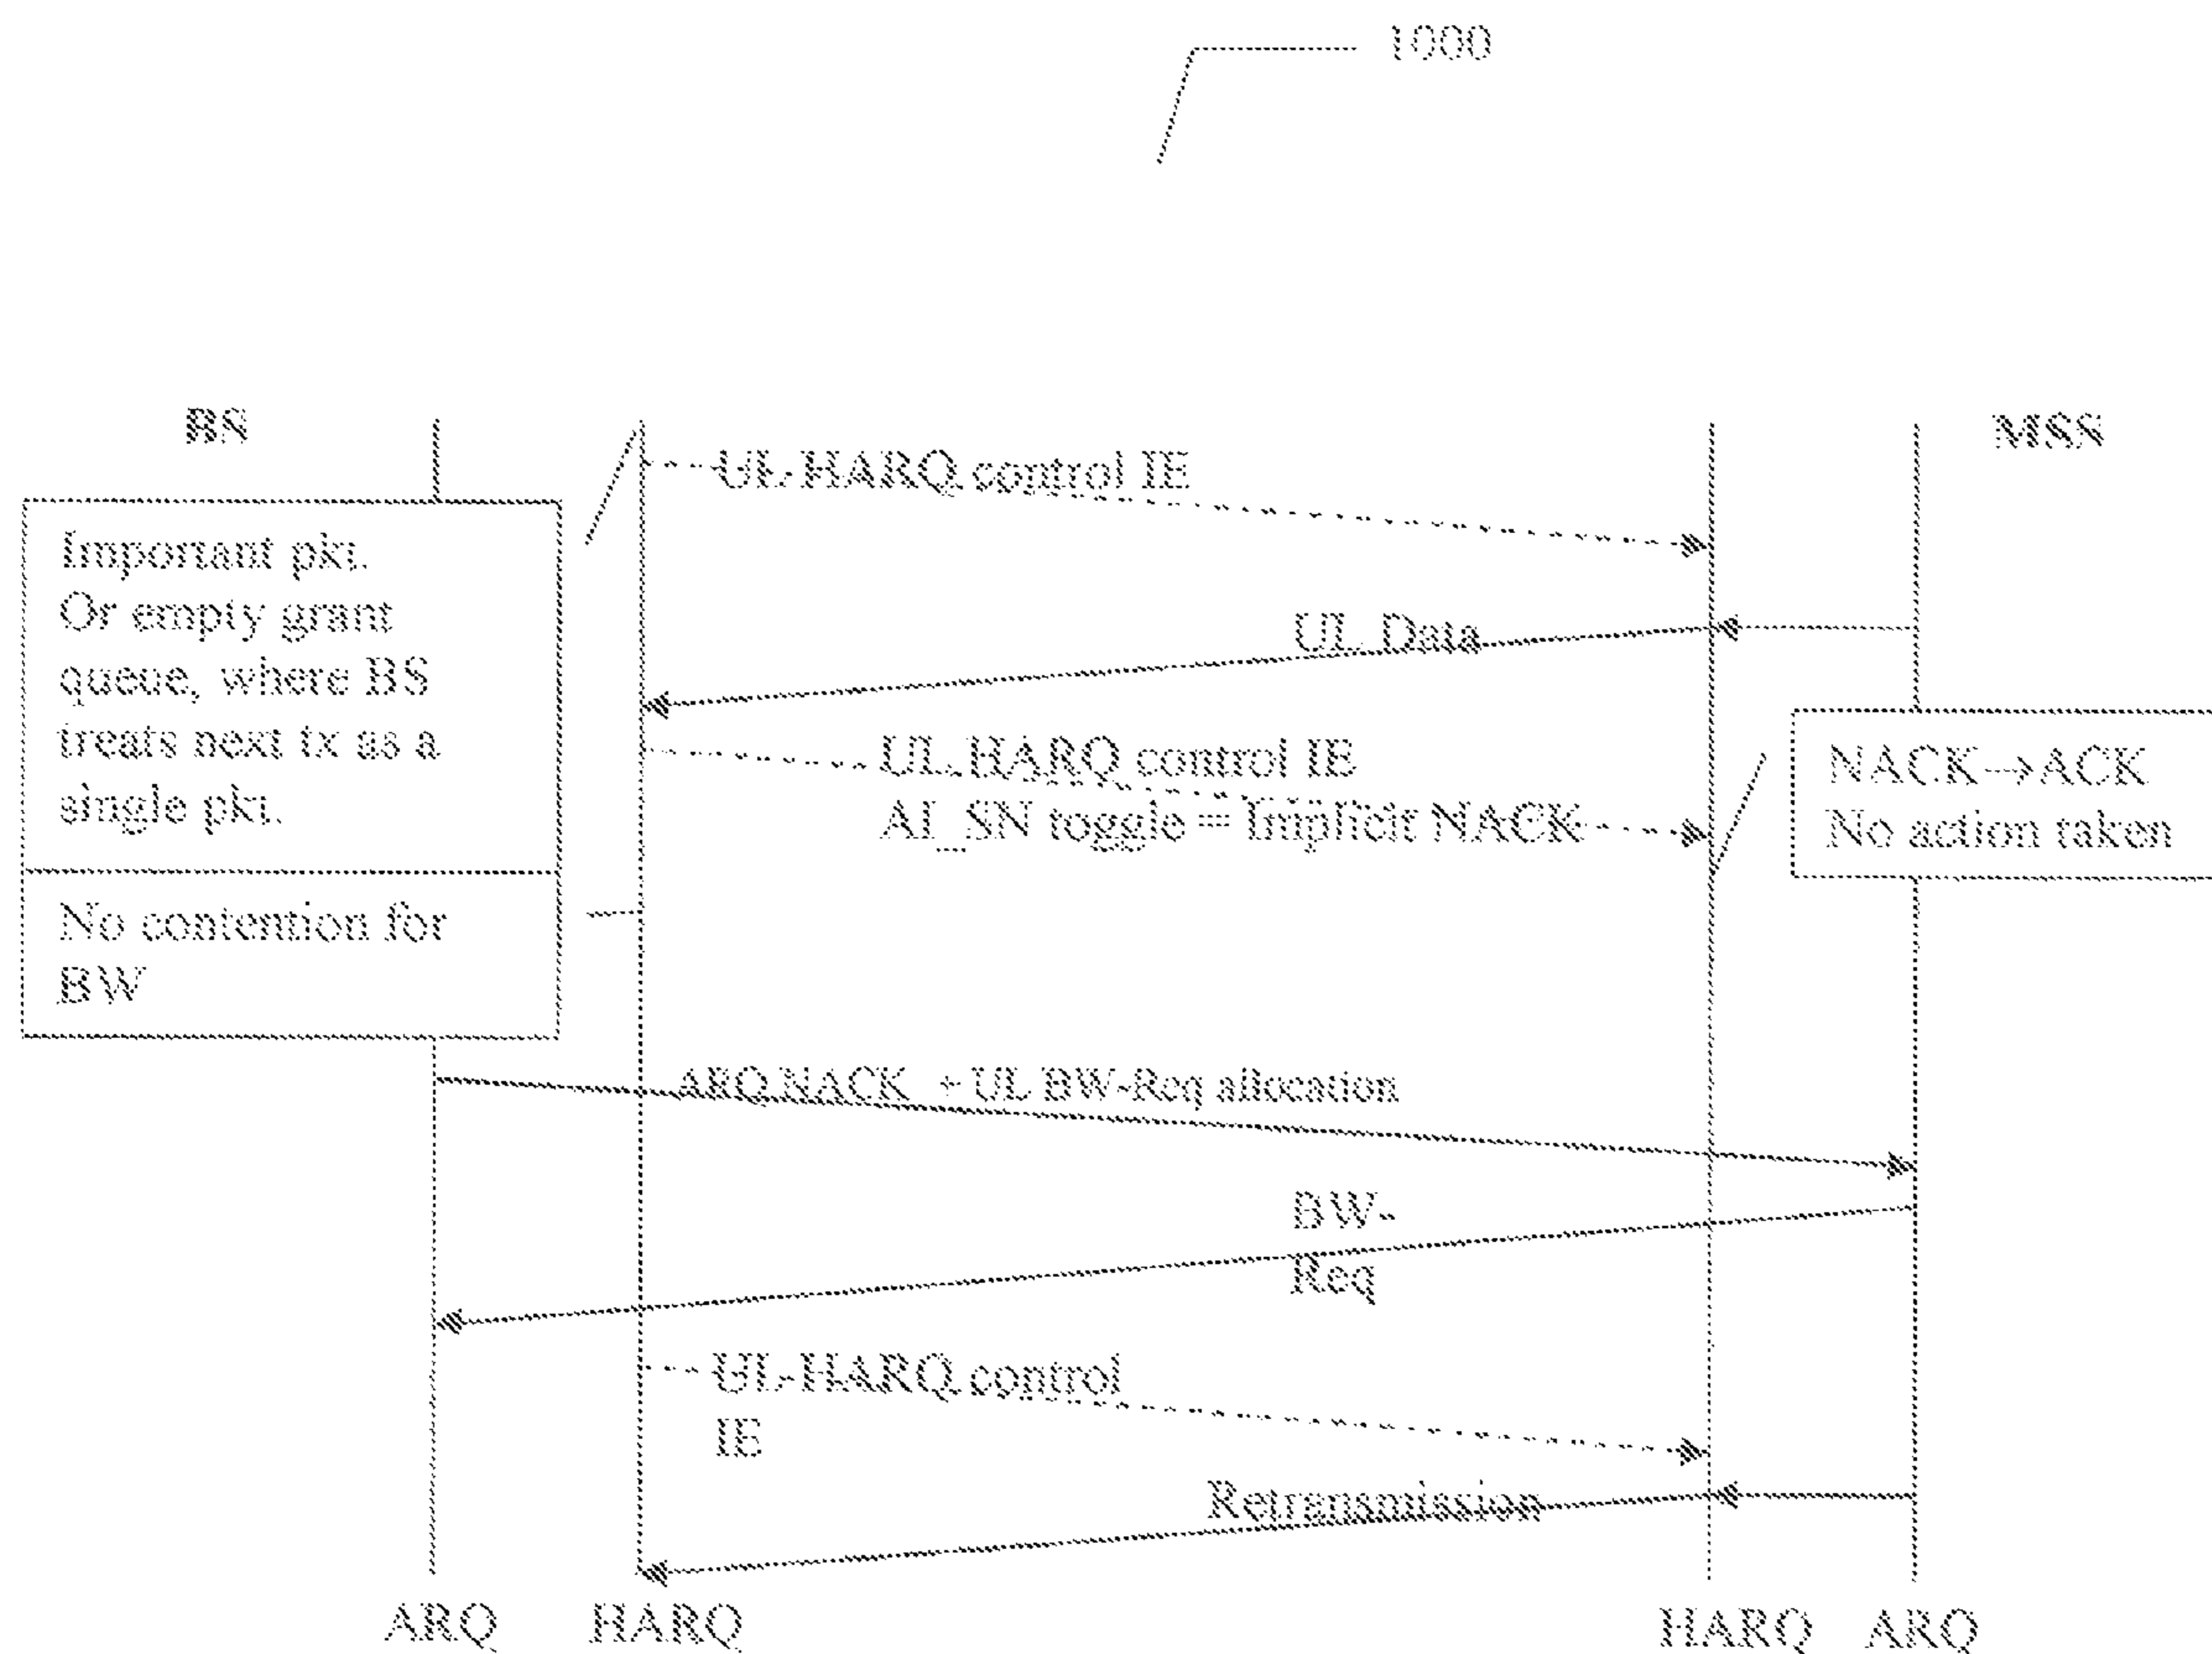 1000
BS
MSS
UL HARQ control IE
Important pkt.
Or empty grant
queue, where BS
treats next tx as a
single pkt.
UL Data
UL HARQ control IE
AI_SN toggle = Implicit NACK
NACK→ACK
No action taken
No contention for
BW
ARQ NACK + UL BW-Req allocation
BW-
Req
UL HARQ control
IE
Retransmission
ARQ
HARQ
HARQ
ARQ